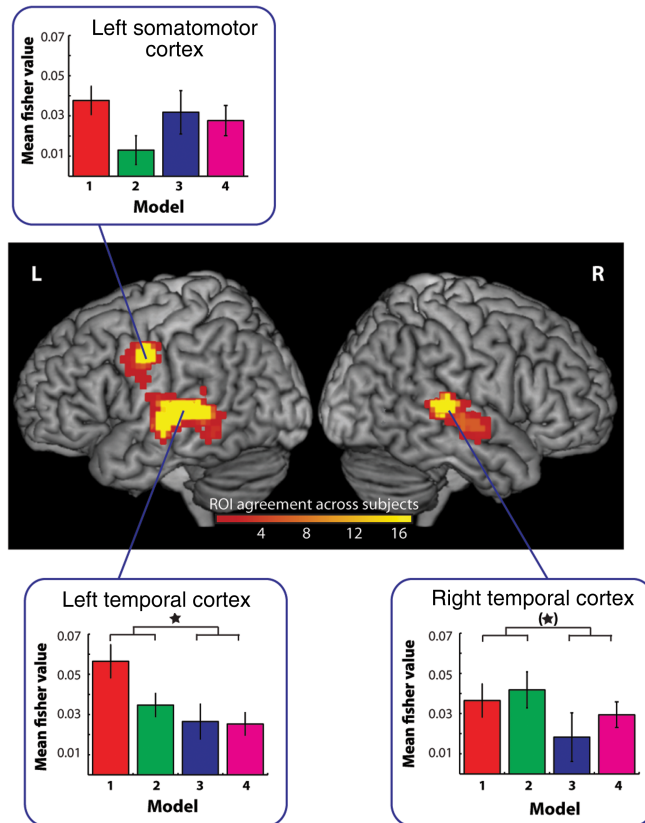 Left somatomotor
cortex
Mean fisher value
0.07
0.05
0.03
0.01
1 2 3 4
Model
L R
ROI agreement across subjects
4 8 12 16
Left temporal cortex
★
Mean fisher value
0.07
0.05
0.03
0.01
1 2 3 4
Model
Right temporal cortex
(★)
Mean fisher value
0.07
0.05
0.03
0.01
1 2 3 4
Model